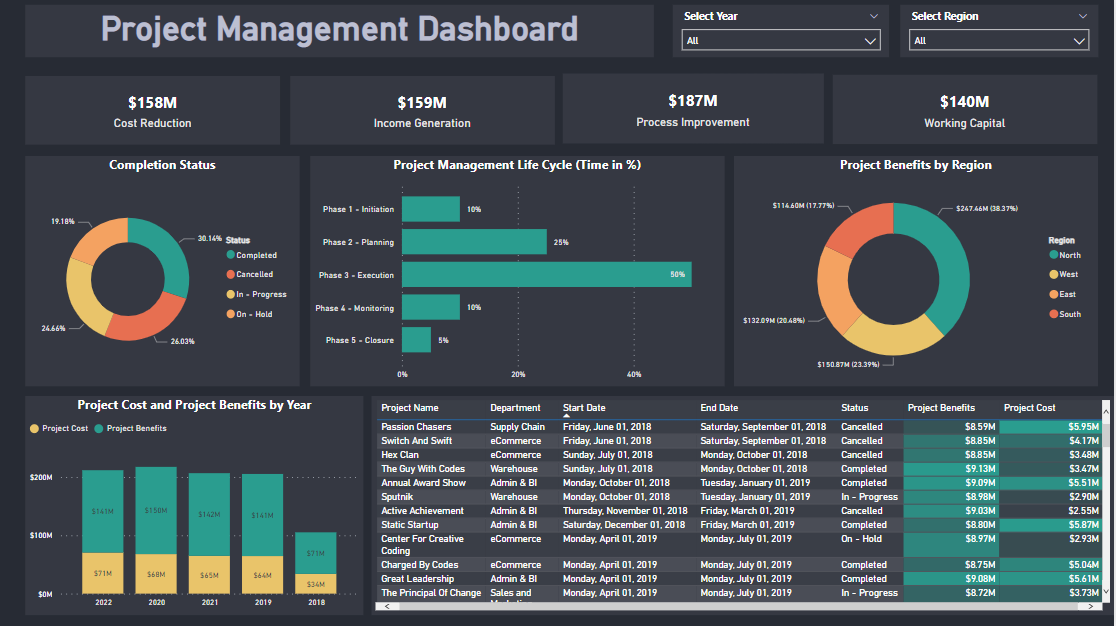 Project Management Dashboard
Select Year
All
Select Region
All
$158M
Cost Reduction
$159M
Income Generation
$187M
Process Improvement
$140M
Working Capital
Completion Status
19.18%
30.14%
24.66%
26.03%
Status
Completed
Cancelled
In - Progress
On - Hold
Project Management Life Cycle (Time in %)
Phase 1 - Initiation 10%
Phase 2 - Planning 25%
Phase 3 - Execution 50%
Phase 4 - Monitoring 10%
Phase 5 - Closure 5%
0% 20% 40%
Project Benefits by Region
$114.60M (17.77%)
$247.46M (38.37%)
$132.09M (20.48%)
$150.87M (23.39%)
Region
North
West
East
South
Project Cost and Project Benefits by Year
Project Cost Project Benefits
$200M
$100M
$0M
$141M $150M $142M $141M $71M
$71M $68M $65M $64M $34M
2022 2020 2021 2019 2018
Project Name Department Start Date End Date Status Project Benefits Project Cost
Passion Chasers Supply Chain Friday, June 01, 2018 Saturday, September 01, 2018 Cancelled $8.59M $5.95M
Switch And Swift eCommerce Friday, June 01, 2018 Saturday, September 01, 2018 Cancelled $8.85M $4.17M
Hex Clan eCommerce Sunday, July 01, 2018 Monday, October 01, 2018 Cancelled $8.85M $3.48M
The Guy With Codes Warehouse Sunday, July 01, 2018 Monday, October 01, 2018 Completed $9.13M $3.47M
Annual Award Show Admin & BI Monday, October 01, 2018 Tuesday, January 01, 2019 Completed $9.09M $5.51M
Sputnik Warehouse Monday, October 01, 2018 Tuesday, January 01, 2019 In - Progress $8.98M $2.90M
Active Achievement Admin & BI Thursday, November 01, 2018 Friday, March 01, 2019 Cancelled $9.03M $2.55M
Static Startup Admin & BI Saturday, December 01, 2018 Friday, March 01, 2019 Completed $8.80M $5.87M
Center For Creative eCommerce Monday, April 01, 2019 Monday, July 01, 2019 On - Hold $8.97M $2.93M
Coding
Charged By Codes eCommerce Monday, April 01, 2019 Monday, July 01, 2019 Completed $8.75M $5.04M
Great Leadership Admin & BI Monday, April 01, 2019 Monday, July 01, 2019 Completed $9.08M $5.61M
The Principal Of Change Sales and Monday, April 01, 2019 Monday, July 01, 2019 In - Progress $8.72M $3.73M